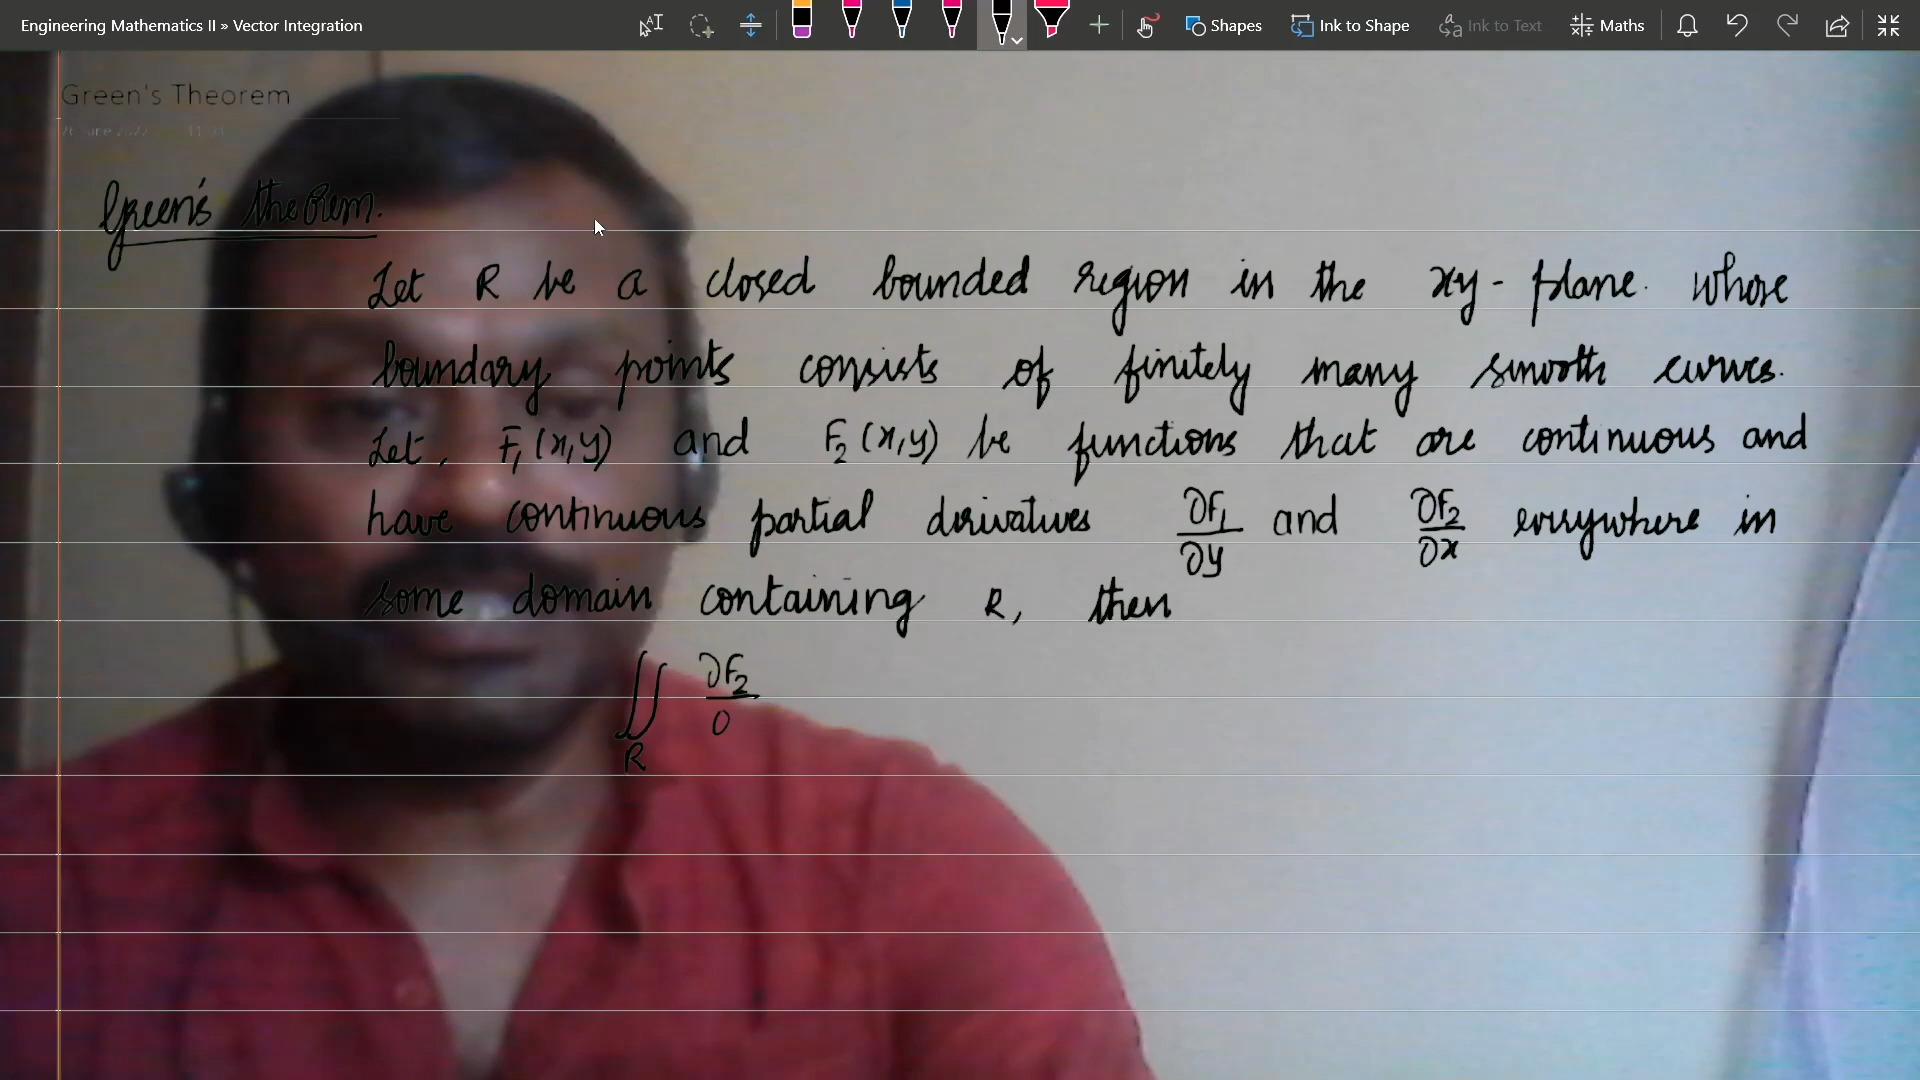 Engineering Mathematics II » Vector Integration
Shapes Ink to Shape Ink to Text Maths
Green's Theorem
11:
Green's theorem.
Let R be a closed bounded region in the xy-plane. whose
boundary points consists of finitely many smooth curves.
Let, F₁(x,y) and F₂(x,y) be functions that are continuous and
have continuous partial derivatives ∂F₁/∂y and ∂F₂/∂x everywhere in
some domain containing R, then
∬_R ∂F₂/0